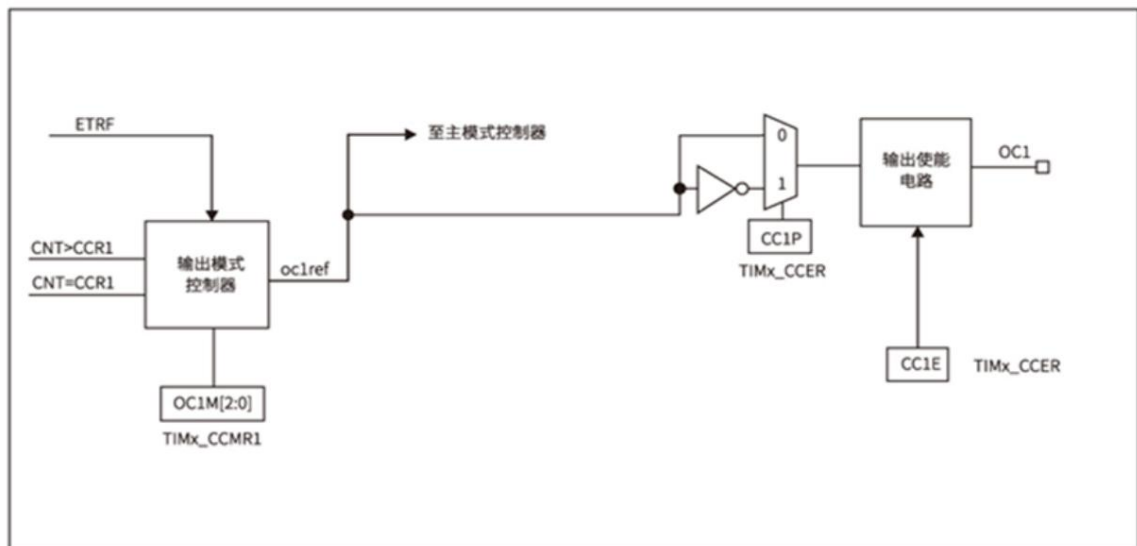 ETRF
至主模式控制器
0
1
输出使能
电路
OC1
CNT>CCR1
CNT=CCR1
输出模式
控制器
oc1ref
CC1P
TIMx_CCER
CC1E
TIMx_CCER
OC1M[2:0]
TIMx_CCMR1